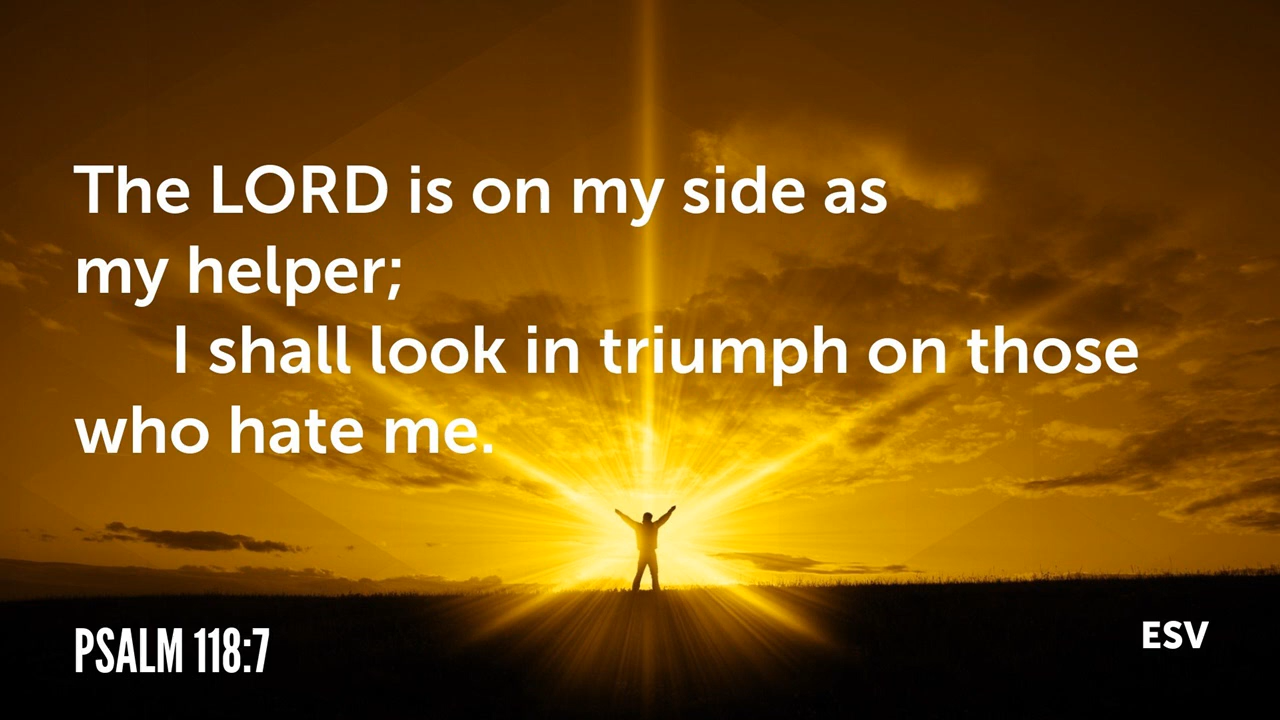 The LORD is on my side as
my helper;
I shall look in triumph on those
who hate me.
PSALM 118:7
ESV